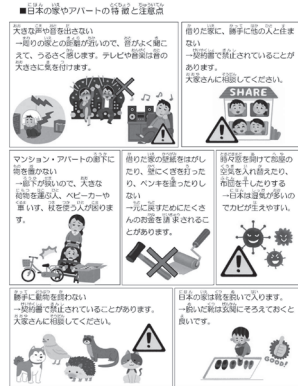 ■日本の家やアパートの特徴と注意点
大きな声や音を出さない
→周りの家との距離が近いので、音がよく聞こ
えて、うるさく感じます。テレビや音楽は音の
大きさに気を付けます。
借りた家に、勝手に他の人と住ま
ない
→契約書で禁止されていることが
あります。
大家さんに相談してください。
SHARE
マンション・アパートの廊下に
物を置かない
→廊下が狭いので、大きな
荷物を運ぶ人、ベビーカーや
車いす、杖を使う人が困りま
す。
借りた家の壁紙をはがし
たり、壁にくぎを打った
り、ペンキを塗ったりし
ない
→元に戻すためにたくさ
んのお金を請求されるこ
とがあります。
時々窓を開けて部屋の
空気を入れ替えたり、
布団を干したりする
→日本は湿気が多いの
でカビが生えやすい。
勝手に動物を飼わない
→契約書で禁止されていることがあります。
大家さんに相談してください。
日本の家は靴を脱いで入ります。
→脱いだ靴は玄関にそろえておくと
良いです。
GOOD!